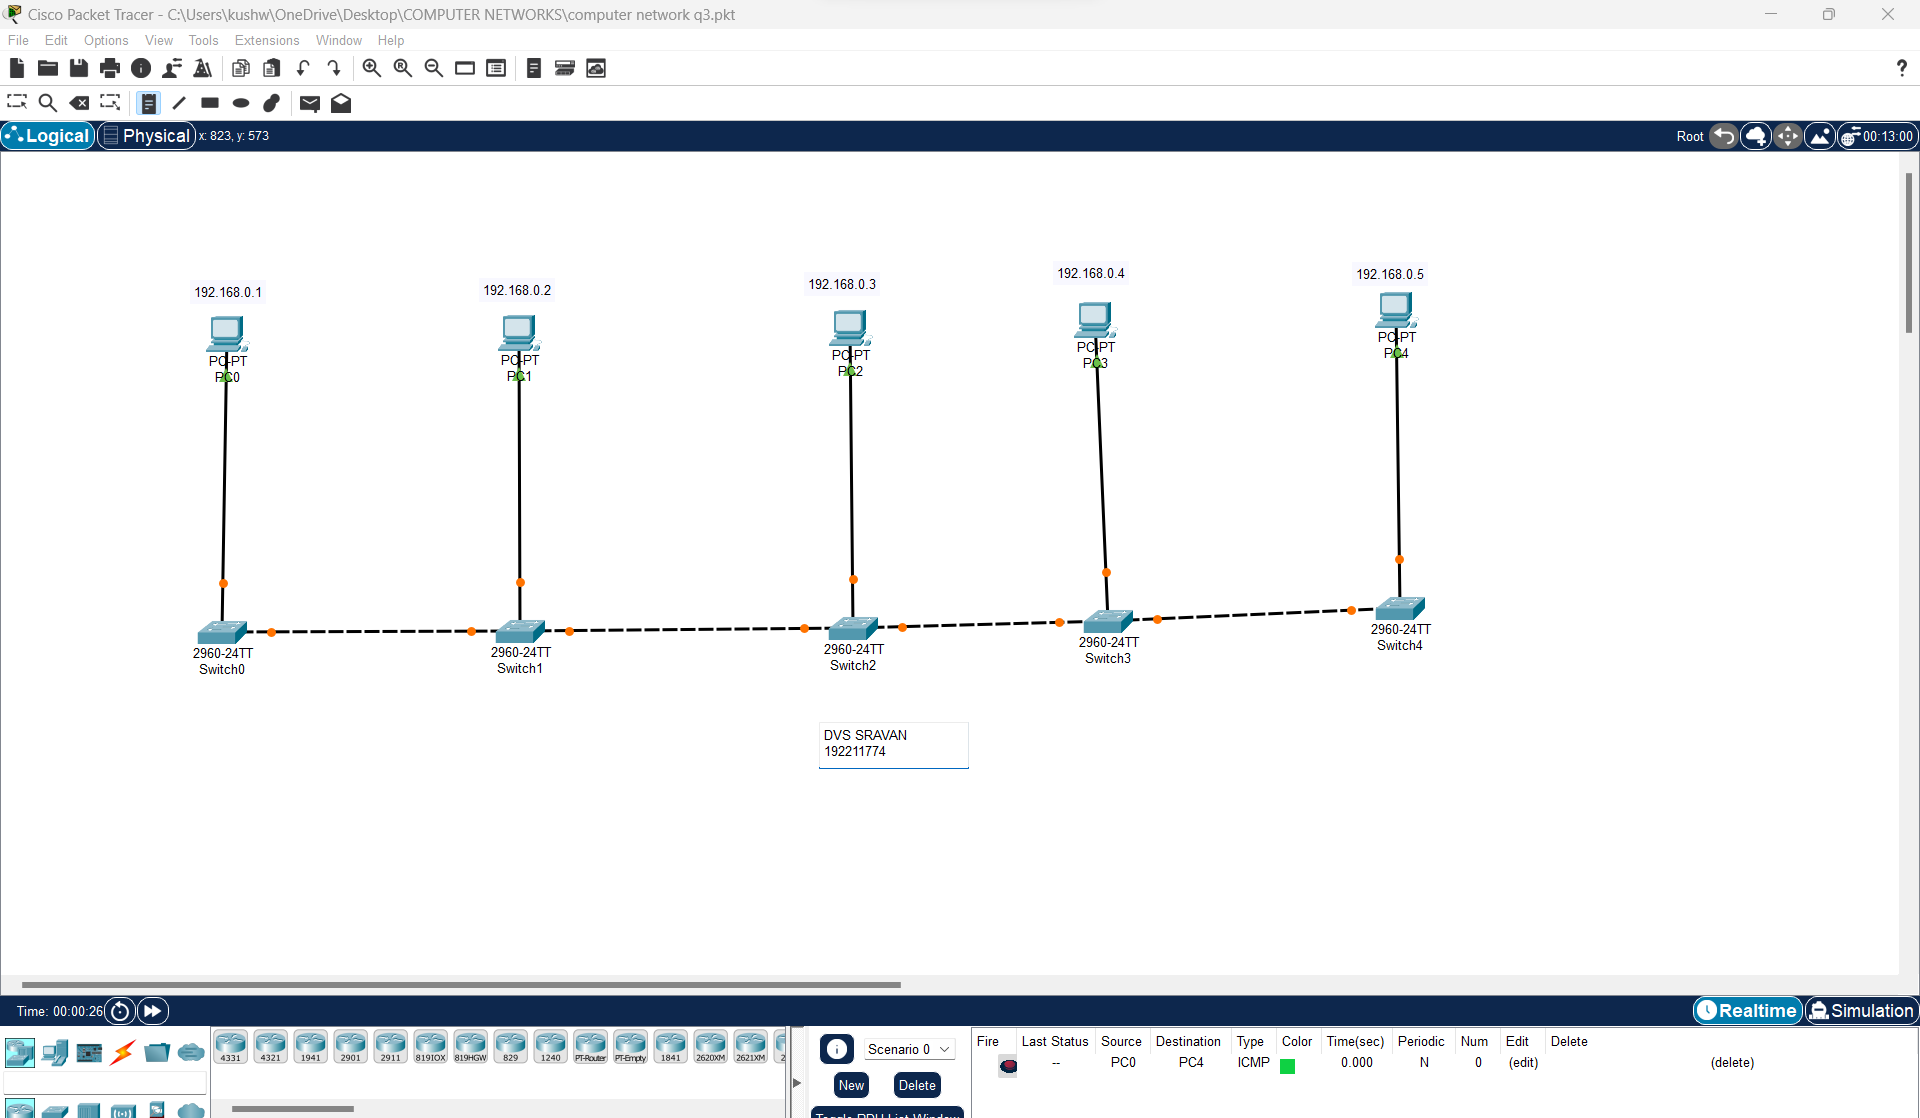 Cisco Packet Tracer - C:\Users\kushw\OneDrive\Desktop\COMPUTER NETWORKS\computer network q3.pkt
File Edit Options View Tools Extensions Window Help
?
Logical Physical x: 823, y: 573 Root 00:13:00
192.168.0.1
192.168.0.2
192.168.0.3
192.168.0.4
192.168.0.5
PC-PT
PC0
PC-PT
PC1
PC-PT
PC2
PC-PT
PC3
PC-PT
PC4
2960-24TT
Switch0
2960-24TT
Switch1
2960-24TT
Switch2
2960-24TT
Switch3
2960-24TT
Switch4
DVS SRAVAN
192211774
Time: 00:00:26 Realtime Simulation
4331 4321 1941 2901 2911 819IOX 819HGW 829 1240 PT-Router PT-Empty 1841 2620XM 2621XM 2
Scenario 0
New Delete
Toggle PDU List Window
Fire Last Status Source Destination Type Color Time(sec) Periodic Num Edit Delete
-- PC0 PC4 ICMP 0.000 N 0 (edit) (delete)